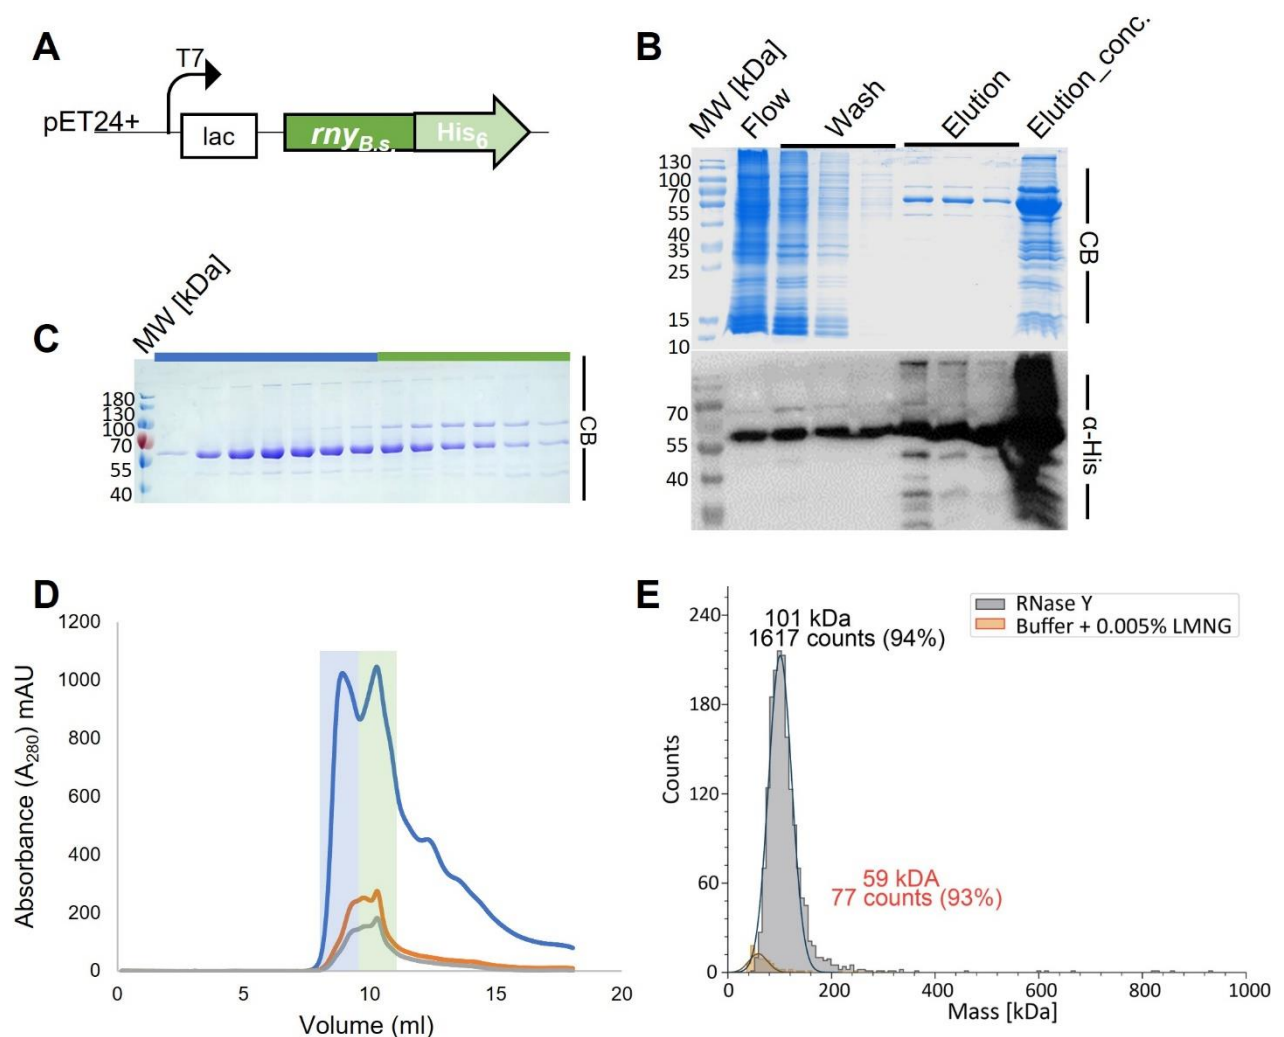 A
T7
pET24+
lac
rnyB.s.
His6
B
MW [kDa]
Flow
Wash
Elution
Elution_conc.
130
100
70
55
40
35
25
15
10
CB
70
55
40
α-His
C
MW [kDa]
180
130
100
70
55
40
CB
D
1200
1000
800
600
400
200
0
Absorbance (A280) mAU
0
5
10
15
20
Volume (ml)
E
RNase Y
Buffer + 0.005% LMNG
101 kDa
1617 counts (94%)
59 kDA
77 counts (93%)
240
180
120
60
0
Counts
0
200
400
600
800
1000
Mass [kDa]